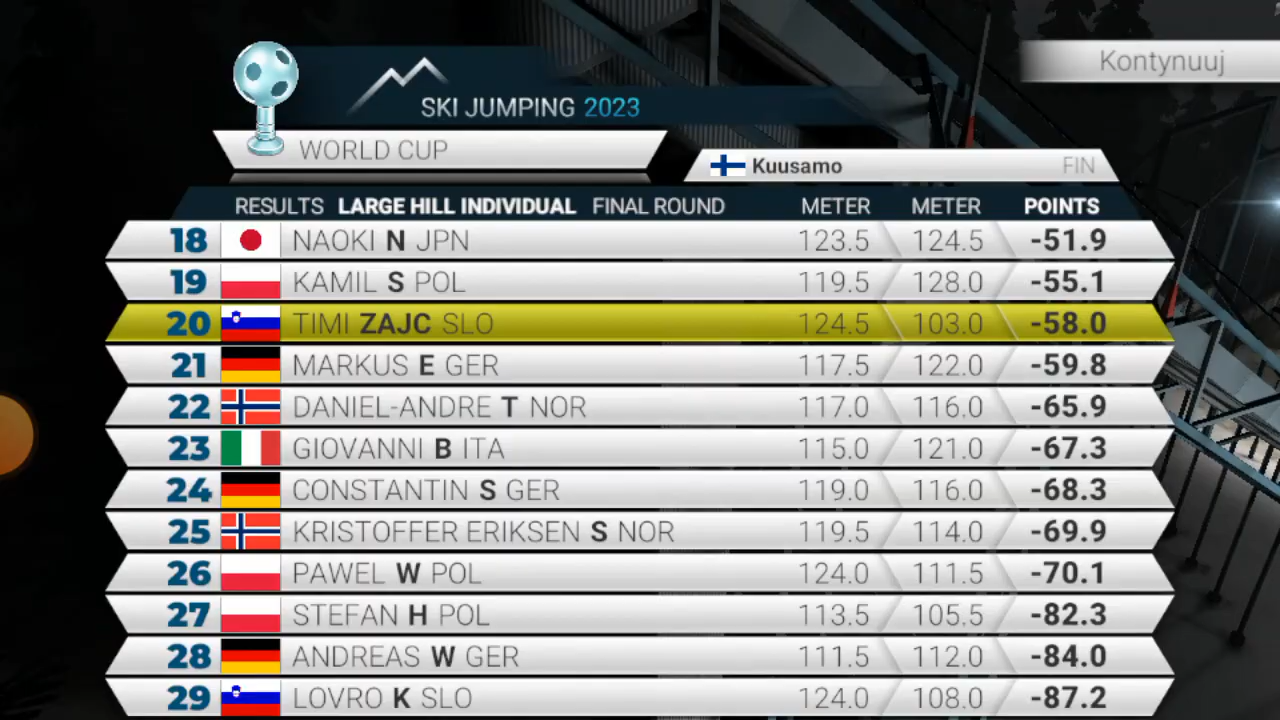 Kontynuuj
SKI JUMPING 2023
WORLD CUP
Kuusamo FIN
RESULTS LARGE HILL INDIVIDUAL FINAL ROUND METER METER POINTS
18 NAOKI N JPN 123.5 124.5 -51.9
19 KAMIL S POL 119.5 128.0 -55.1
20 TIMI ZAJC SLO 124.5 103.0 -58.0
21 MARKUS E GER 117.5 122.0 -59.8
22 DANIEL-ANDRE T NOR 117.0 116.0 -65.9
23 GIOVANNI B ITA 115.0 121.0 -67.3
24 CONSTANTIN S GER 119.0 116.0 -68.3
25 KRISTOFFER ERIKSEN S NOR 119.5 114.0 -69.9
26 PAWEL W POL 124.0 111.5 -70.1
27 STEFAN H POL 113.5 105.5 -82.3
28 ANDREAS W GER 111.5 112.0 -84.0
29 LOVRO K SLO 124.0 108.0 -87.2